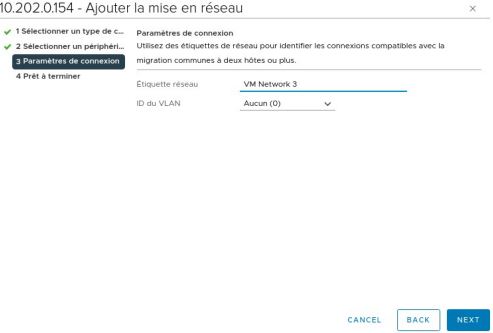 10.202.0.154 - Ajouter la mise en réseau
1 Sélectionner un type de c...
2 Sélectionner un périphéri...
3 Paramètres de connexion
4 Prêt à terminer
Paramètres de connexion
Utilisez des étiquettes de réseau pour identifier les connexions compatibles avec la
migration communes à deux hôtes ou plus.
Étiquette réseau VM Network 3
ID du VLAN Aucun (0)
CANCEL BACK NEXT